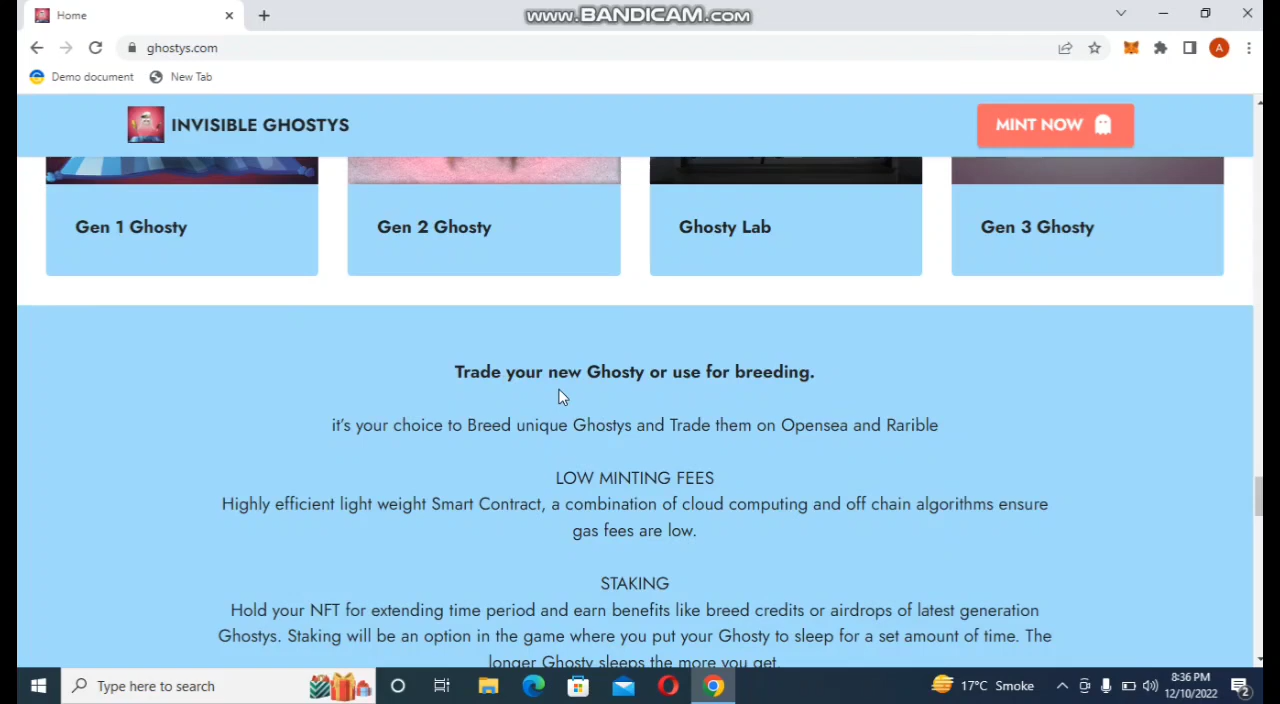 Home
www.BANDICAM.com
ghostys.com
A
Demo document
New Tab
INVISIBLE GHOSTYS
MINT NOW
Gen 1 Ghosty
Gen 2 Ghosty
Ghosty Lab
Gen 3 Ghosty
Trade your new Ghosty or use for breeding.
it's your choice to Breed unique Ghostys and Trade them on Opensea and Rarible
LOW MINTING FEES
Highly efficient light weight Smart Contract, a combination of cloud computing and off chain algorithms ensure
gas fees are low.
STAKING
Hold your NFT for extending time period and earn benefits like breed credits or airdrops of latest generation
Ghostys. Staking will be an option in the game where you put your Ghosty to sleep for a set amount of time. The
longer Ghosty sleeps the more you get.
Type here to search
17°C Smoke
8:36 PM
12/10/2022
2